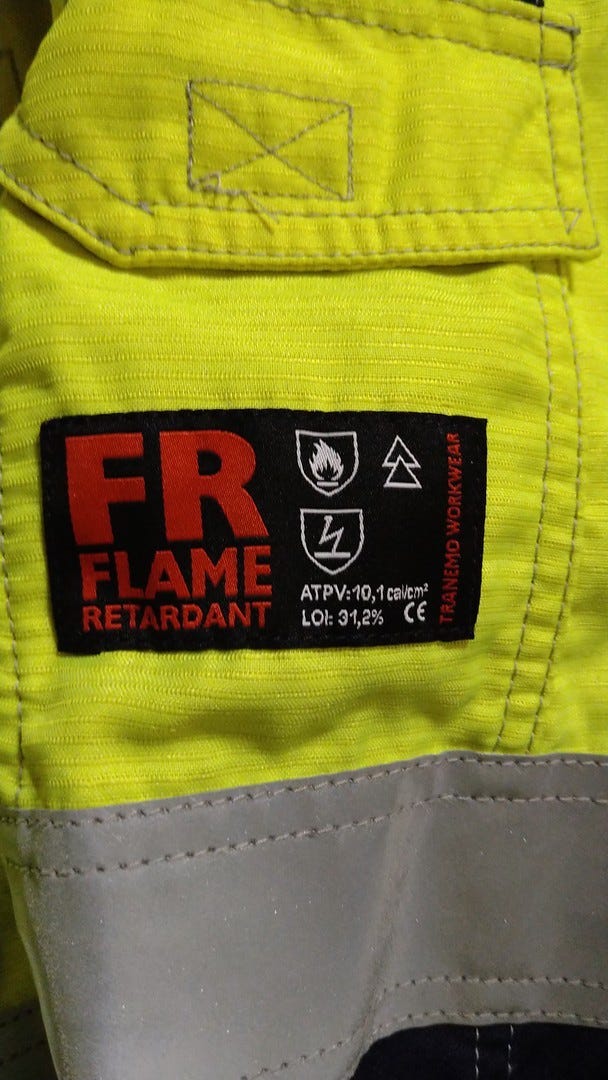 FR
FLAME
RETARDANT
ATPV: 10,1 cal/cm²
LOI: 31,2% CE
TRANEMO WORKWEAR